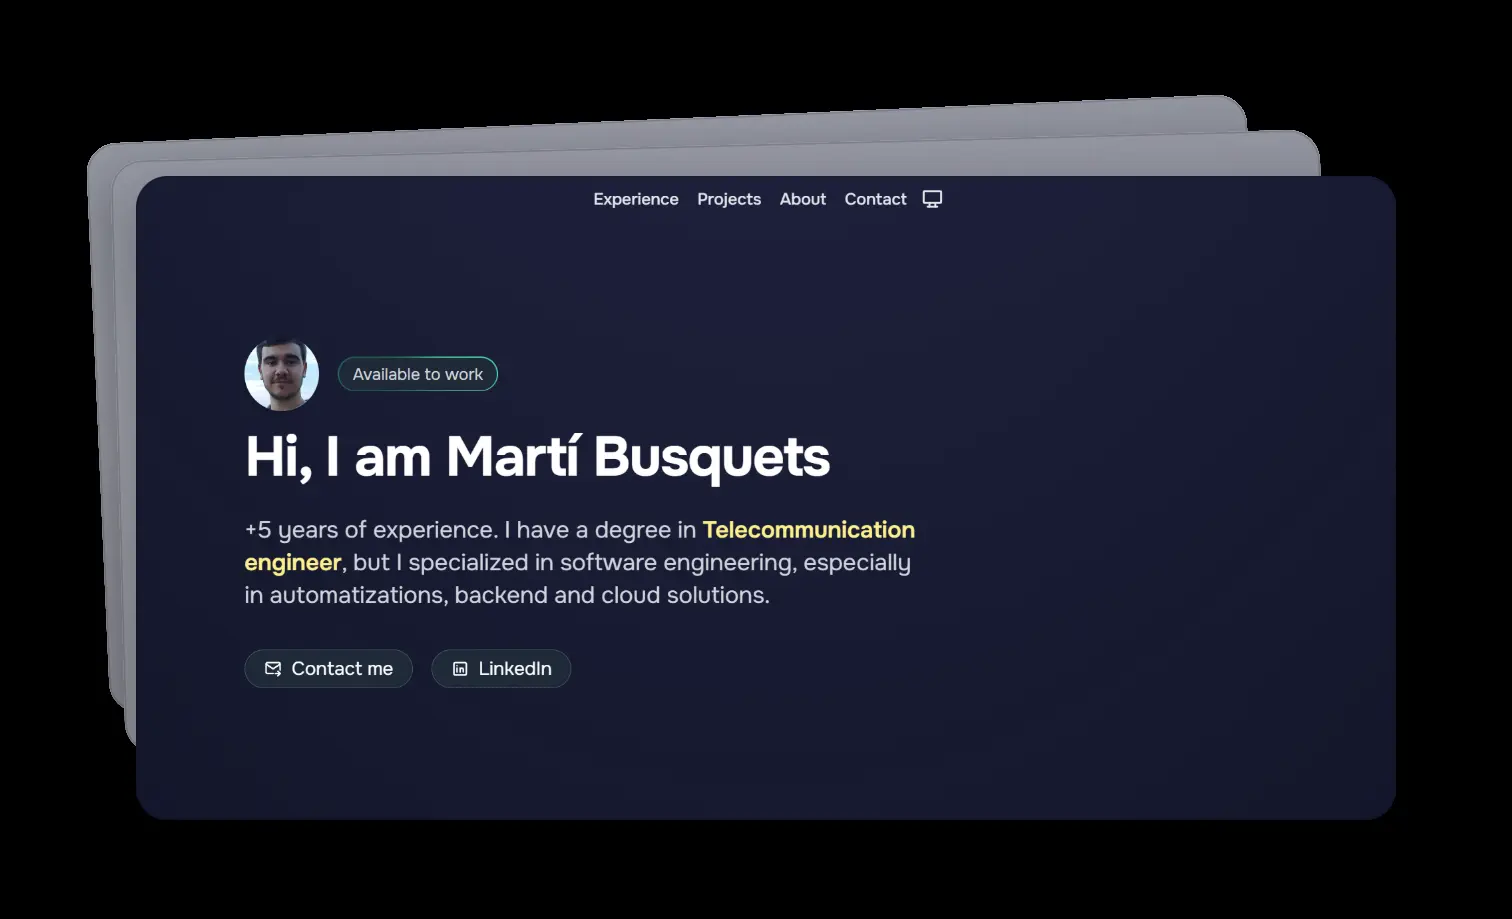 Experience Projects About Contact
Available to work
Hi, I am Martí Busquets
+5 years of experience. I have a degree in Telecommunication
engineer, but I specialized in software engineering, especially
in automatizations, backend and cloud solutions.
Contact me LinkedIn